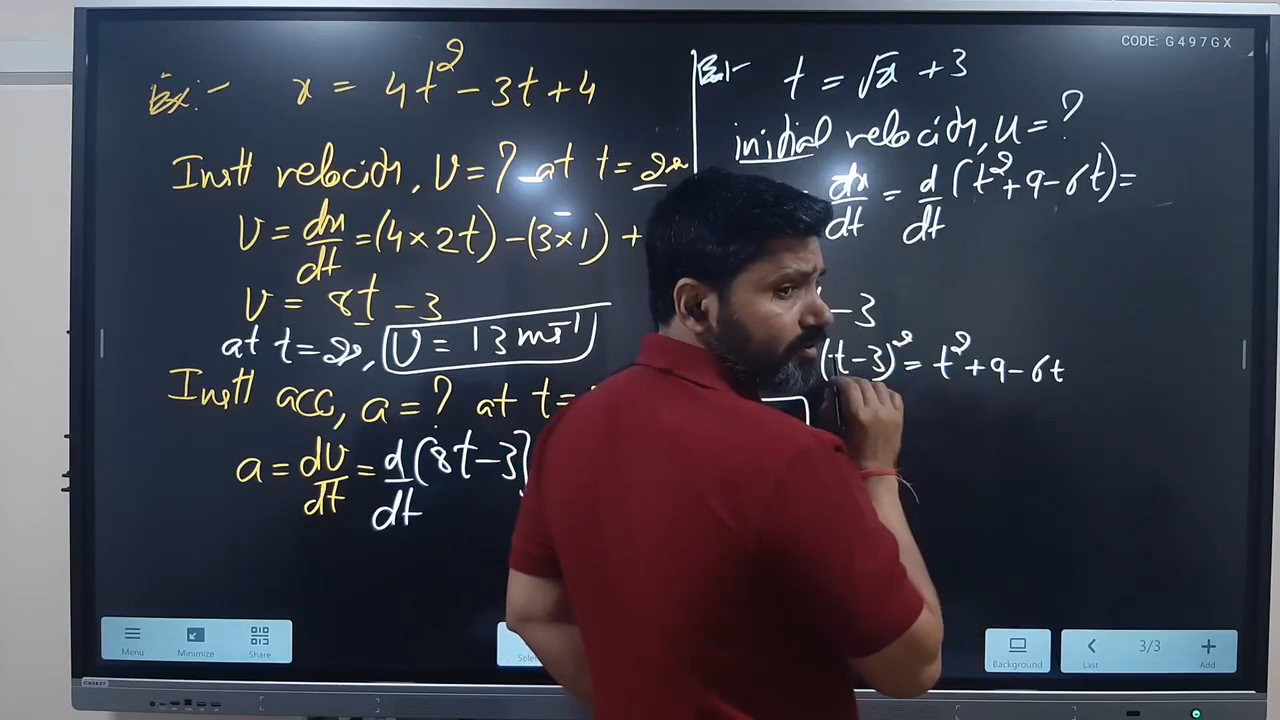 CODE: G497GX
Ex:- x = 4t² - 3t + 4
Instt velocity, V = ? at t = 2s
V = dx/dt = (4 × 2t) - (3 × 1) +
V = 8t - 3
at t = 2s, V = 13 ms⁻¹
Instt acc, a = ? at t =
a = dv/dt = d/dt (8t - 3)
Ex:- t = √x + 3
initial velocity, u = ?
dx/dt = d/dt (t² + 9 - 6t) =
- 3
(t - 3)² = t² + 9 - 6t
Menu
Minimize
Share
Background
Last
3/3
Add